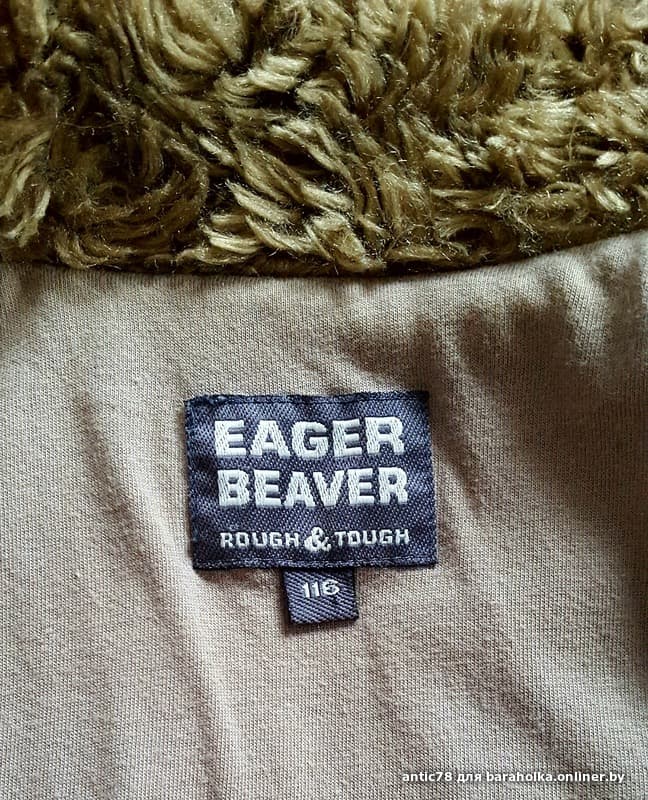 EAGER
BEAVER
ROUGH & TOUGH
116
antic78 для baraholka.onliner.by